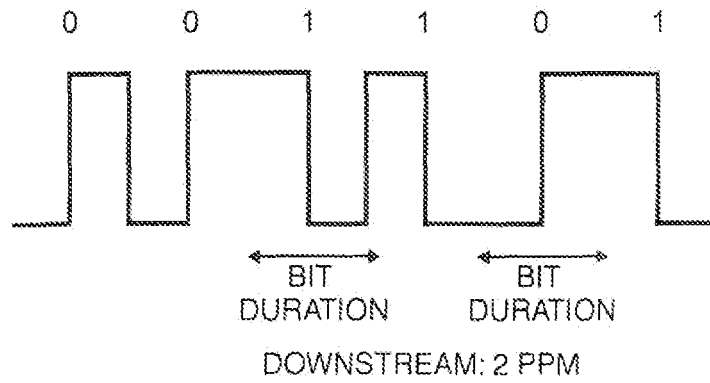 0 0 1 1 0 1
BIT DURATION
BIT DURATION
DOWNSTREAM: 2 PPM